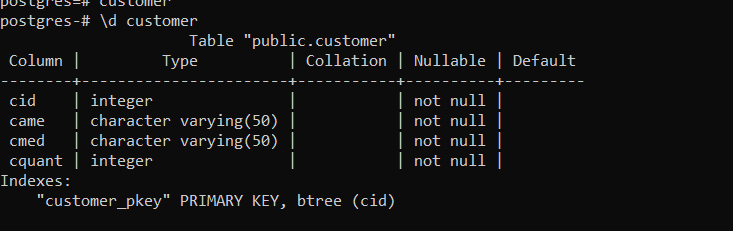 postgres=# customer
postgres-# \d customer
                    Table "public.customer"
 Column |         Type          | Collation | Nullable | Default
--------+-----------------------+-----------+----------+---------
 cid    | integer               |           | not null |
 came   | character varying(50) |           | not null |
 cmed   | character varying(50) |           | not null |
 cquant | integer               |           | not null |
Indexes:
    "customer_pkey" PRIMARY KEY, btree (cid)